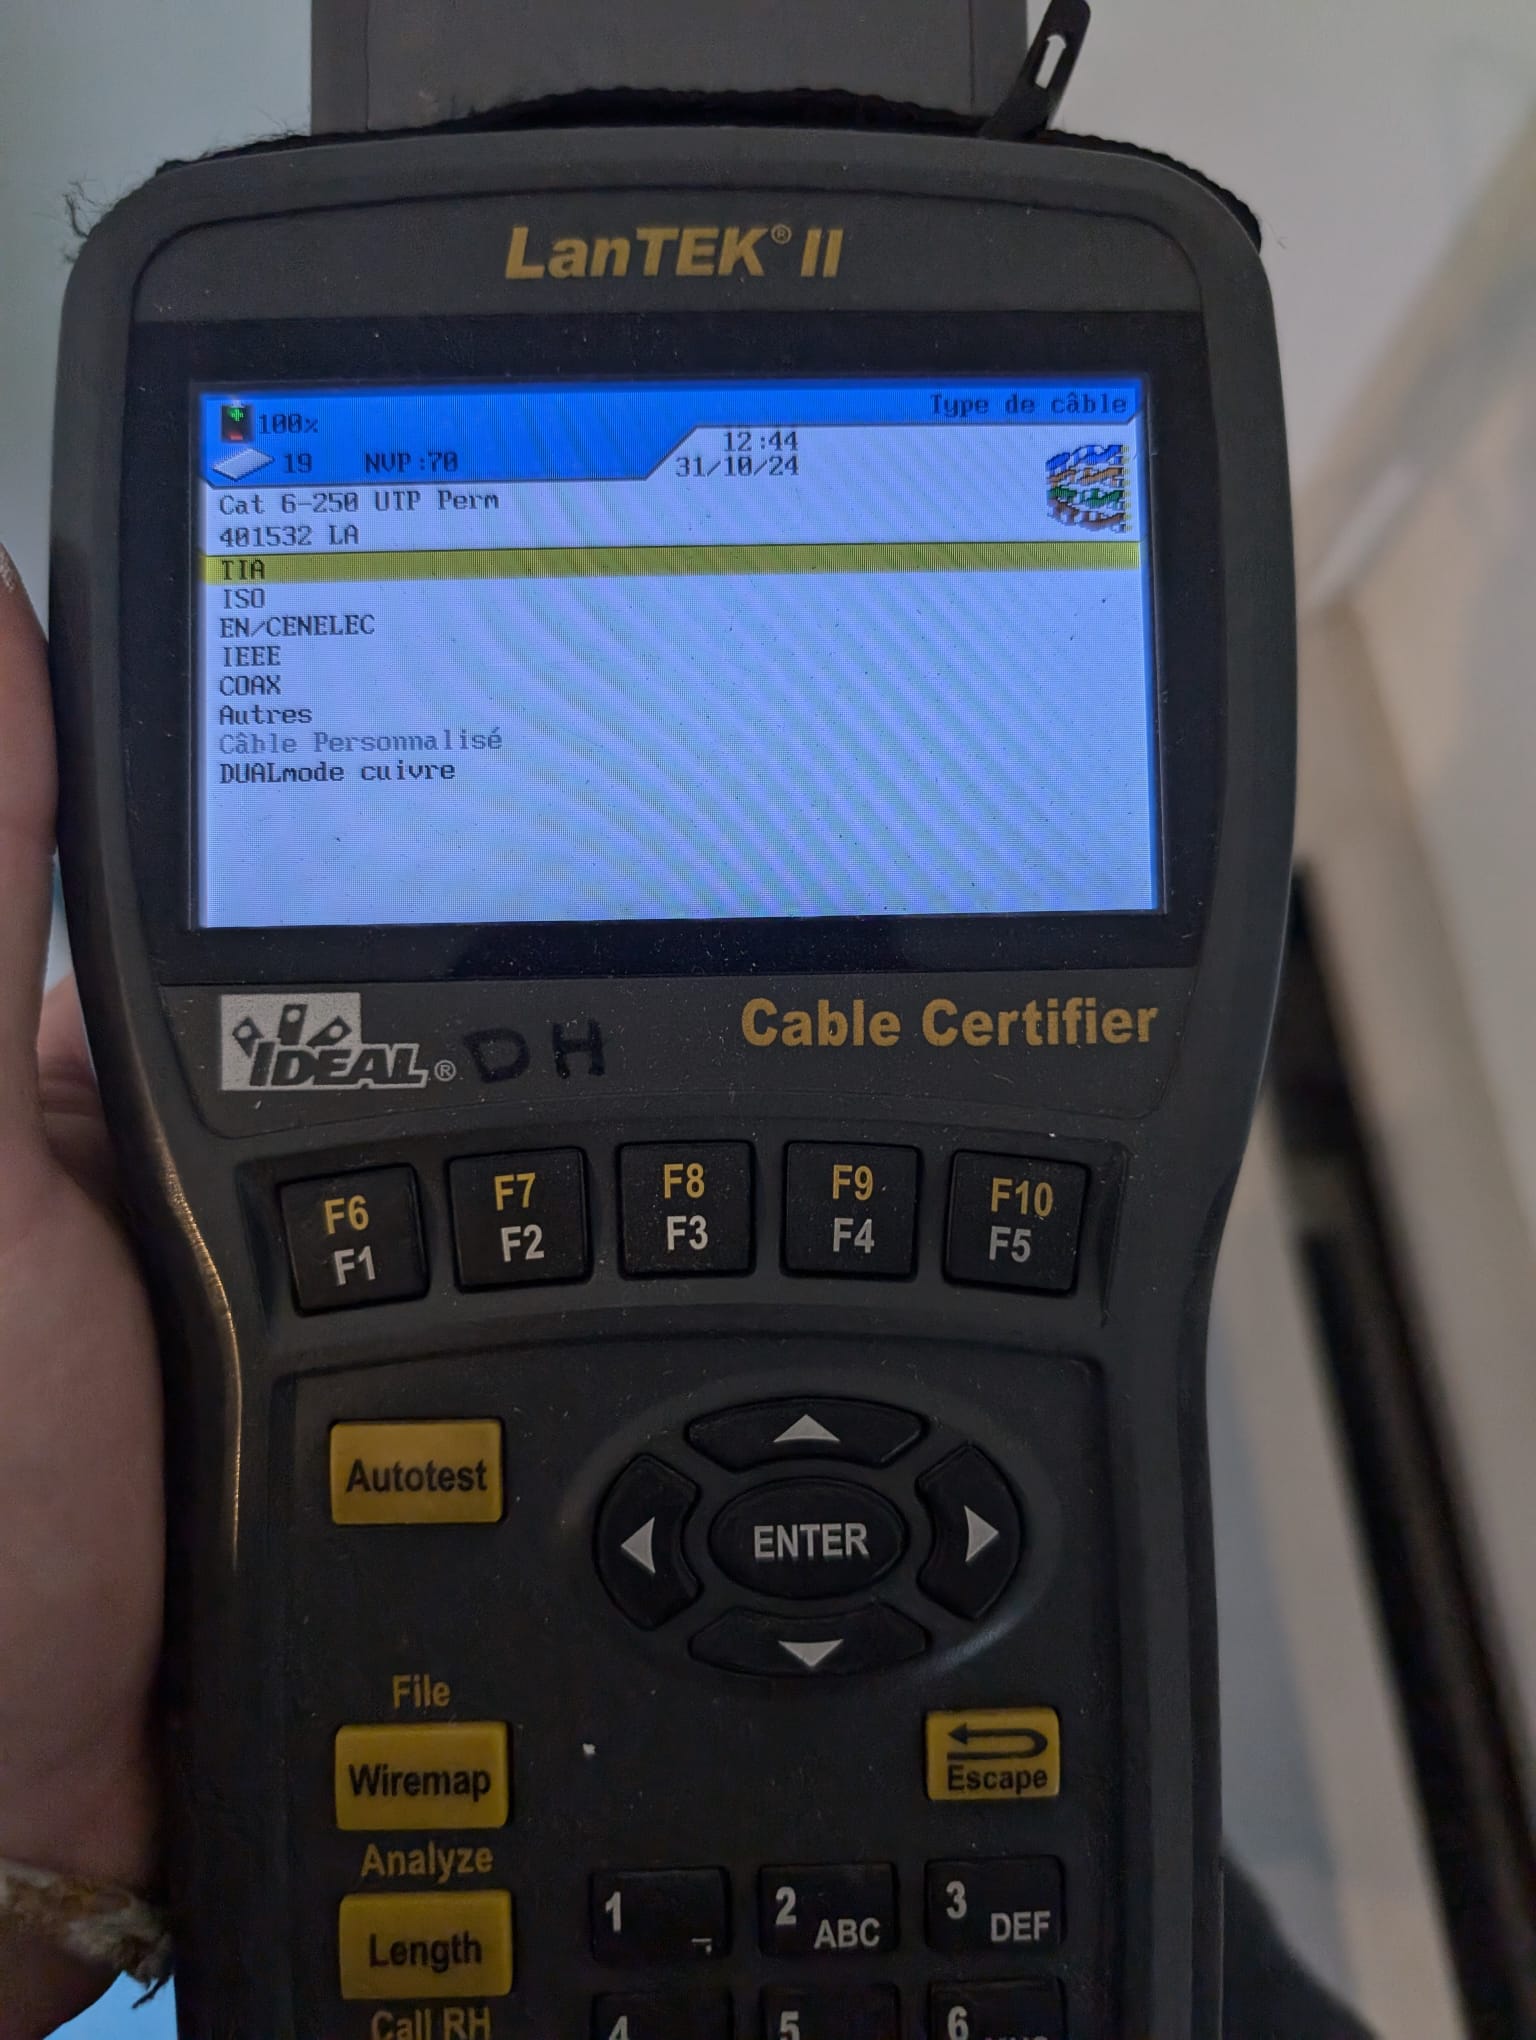 LanTEK® II
100%
Type de câble
19 NVP:70
12:44
31/10/24
Cat 6-250 UTP Perm
401532 LA
TIA
ISO
EN/CENELEC
IEEE
COAX
Autres
Câble Personnalisé
DUALmode cuivre
IDEAL® DH
Cable Certifier
F6 F7 F8 F9 F10
F1 F2 F3 F4 F5
Autotest
ENTER
File
Wiremap
Escape
Analyze
Length
1
2 ABC
3 DEF
Call RH
4 5 6